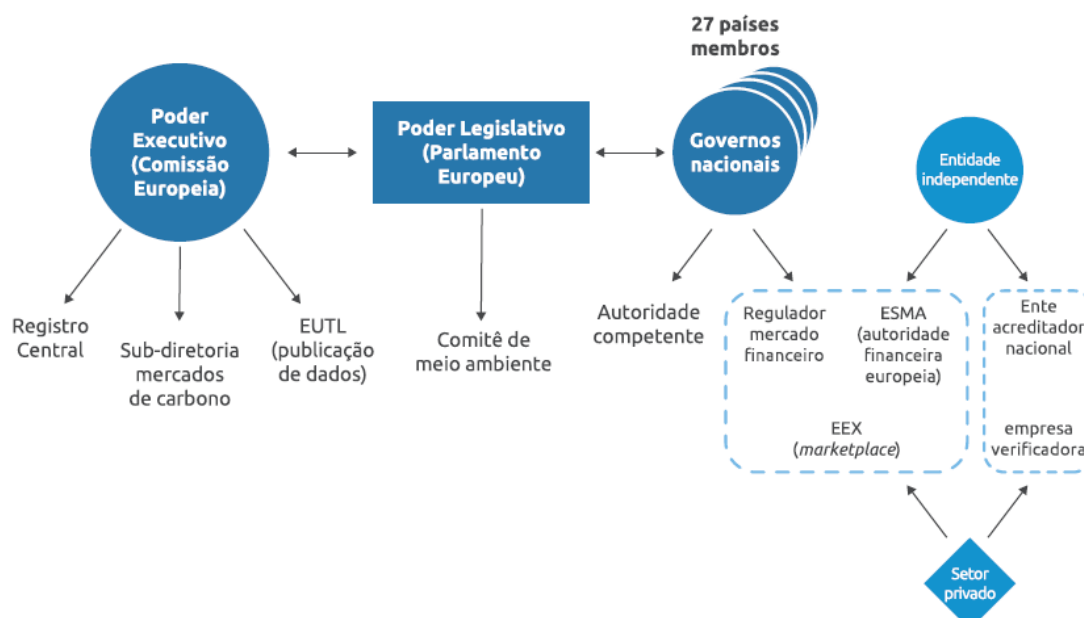 27 países
membros
Poder
Executivo
(Comissão
Europeia)
Poder Legislativo
(Parlamento
Europeu)
Governos
nacionais
Entidade
independente
Registro
Central
Sub-diretoria
mercados
de carbono
EUTL
(publicação
de dados)
Comitê de
meio ambiente
Autoridade
competente
Regulador
mercado
financeiro
ESMA
(autoridade
financeira
europeia)
Ente
acreditador
nacional
EEX
(marketplace)
empresa
verificadora
Setor
privado